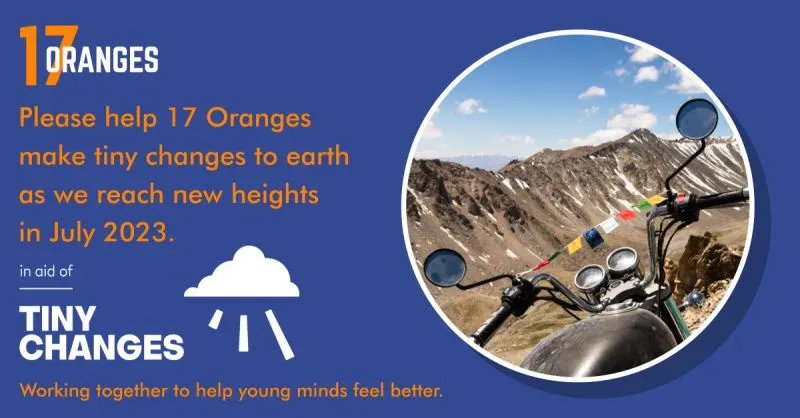 17
ORANGES
Please help 17 Oranges
make tiny changes to earth
as we reach new heights
in July 2023.
in aid of
TINY
CHANGES
Working together to help young minds feel better.